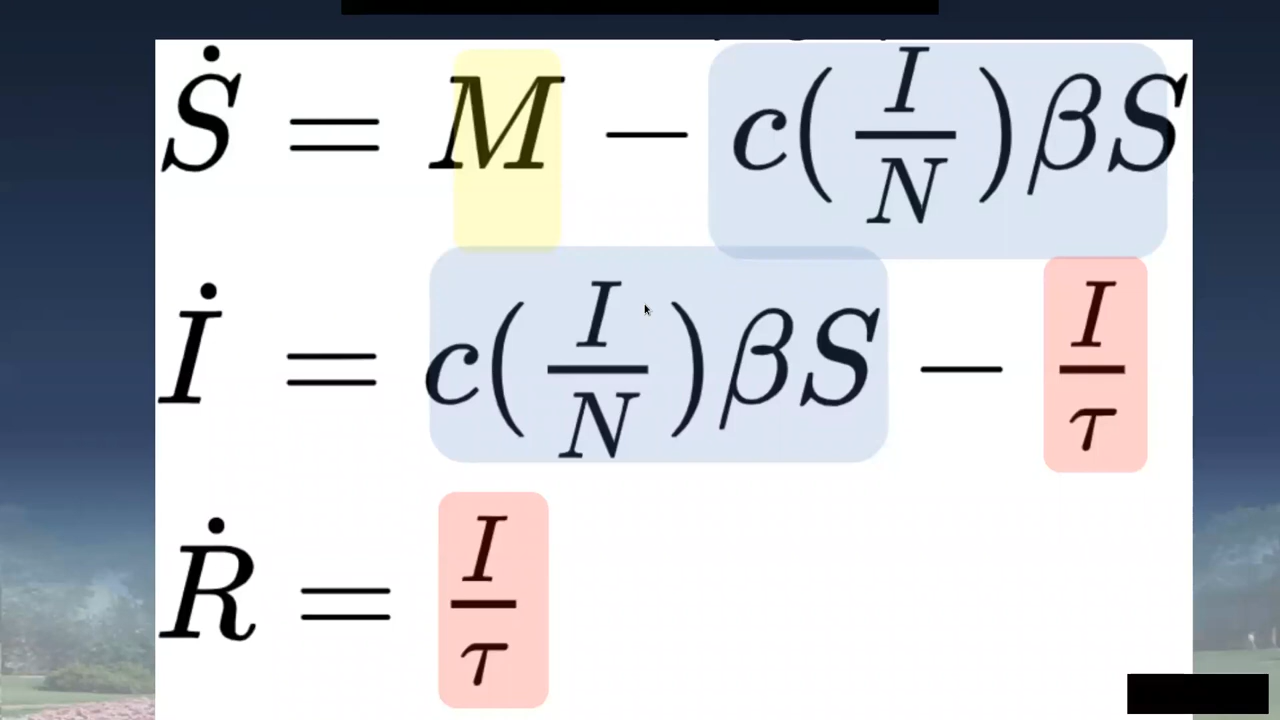 Ṡ = M − c(I/N)βS
İ = c(I/N)βS − I/τ
Ṙ = I/τ